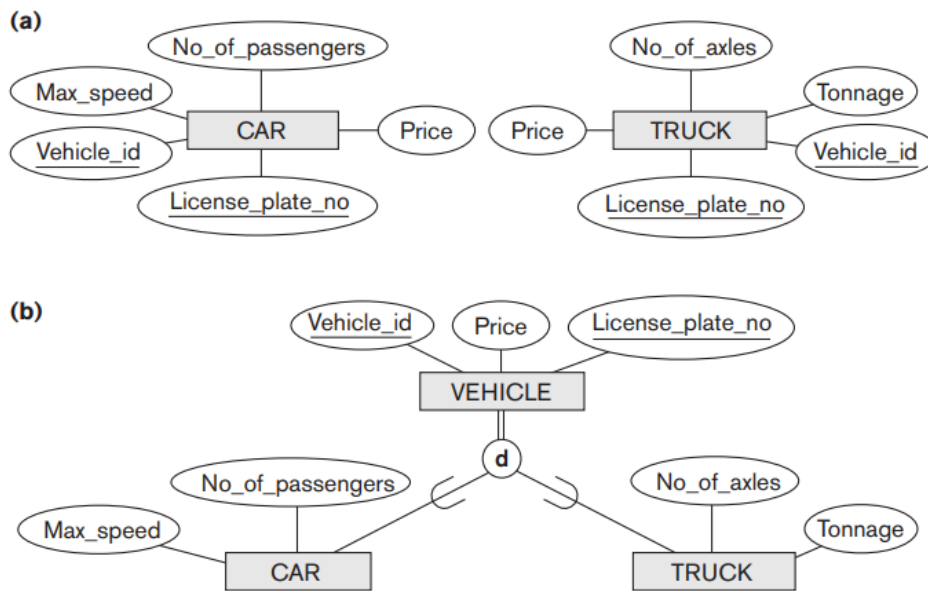 (a)
No_of_passengers
No_of_axles
Max_speed
Tonnage
CAR
Price
Price
TRUCK
Vehicle_id
Vehicle_id
License_plate_no
License_plate_no
(b)
Vehicle_id
Price
License_plate_no
VEHICLE
d
No_of_passengers
No_of_axles
Max_speed
Tonnage
CAR
TRUCK